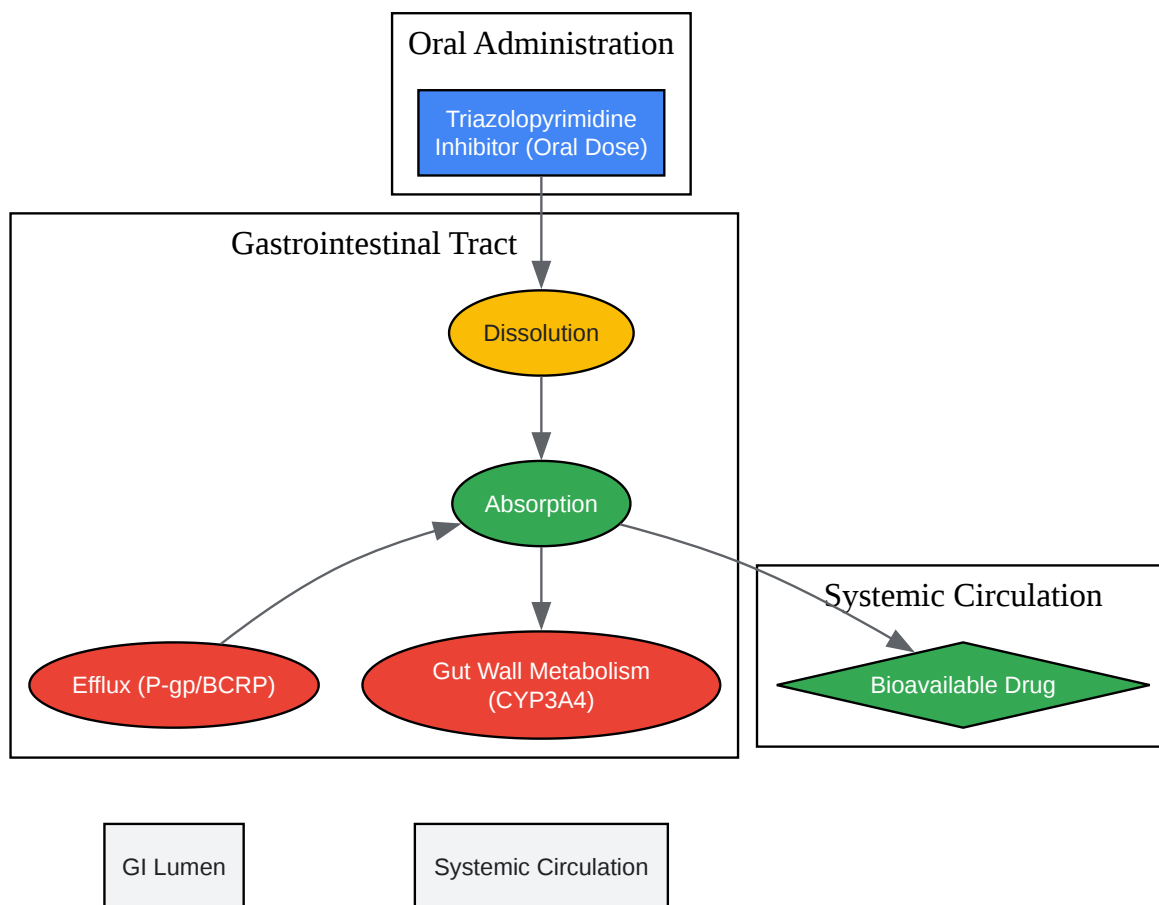 Oral Administration
Triazolopyrimidine
Inhibitor (Oral Dose)
Gastrointestinal Tract
Dissolution
Absorption
Systemic Circulation
Efflux (P-gp/BCRP)
Gut Wall Metabolism
(CYP3A4)
Bioavailable Drug
GI Lumen
Systemic Circulation